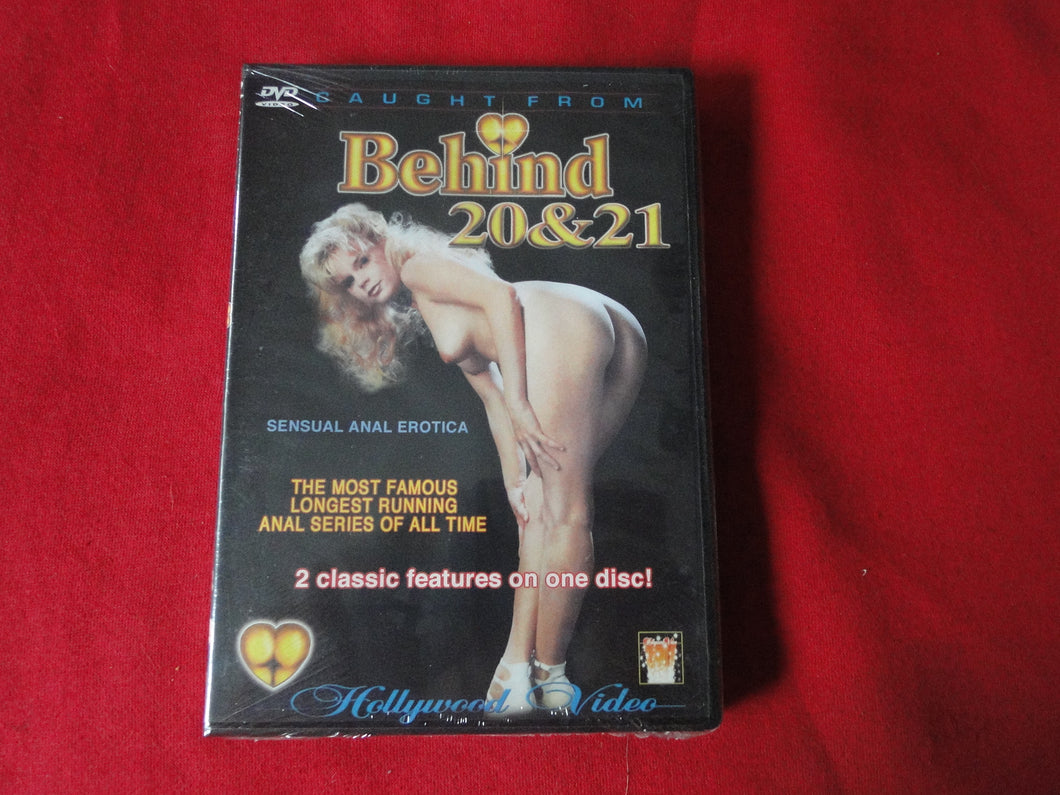 DVD
VIDEO
CAUGHT FROM
Behind
20&21
SENSUAL ANAL EROTICA
THE MOST FAMOUS
LONGEST RUNNING
ANAL SERIES OF ALL TIME
2 classic features on one disc!
Hollywood Video